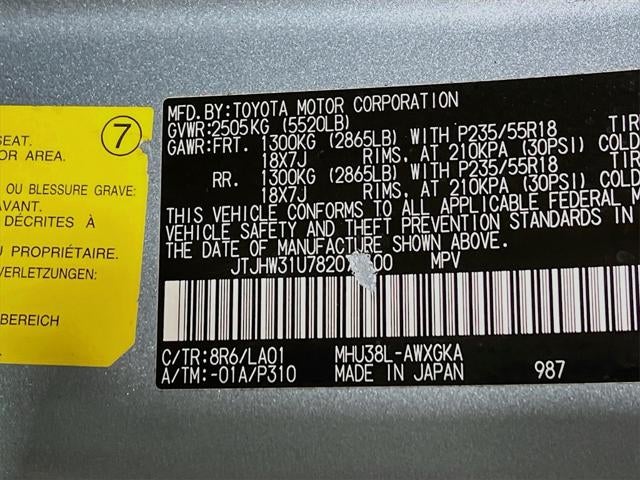 7
SEAT.
OR AREA.
OU BLESSURE GRAVE:
AVANT.
DÉCRITES À
U PROPRIÉTAIRE.
VERLETZUNGEN:
BEREICH
MFD. BY: TOYOTA MOTOR CORPORATION
GVWR: 2505KG (5520LB)
GAWR: FRT. 1300KG (2865LB) WITH P235/55R18 TIR
18X7J RIMS, AT 210KPA (30PSI) COLD
RR. 1300KG (2865LB) WITH P235/55R18 TIR
18X7J RIMS, AT 210KPA (30PSI) COLD
THIS VEHICLE CONFORMS TO ALL APPLICABLE FEDERAL M
VEHICLE SAFETY AND THEFT PREVENTION STANDARDS IN
THE DATE OF MANUFACTURE SHOWN ABOVE.
MPV
C/TR: 8R6/LA01 MHU38L-AWXGKA
A/TM: -01A/P310 MADE IN JAPAN 987